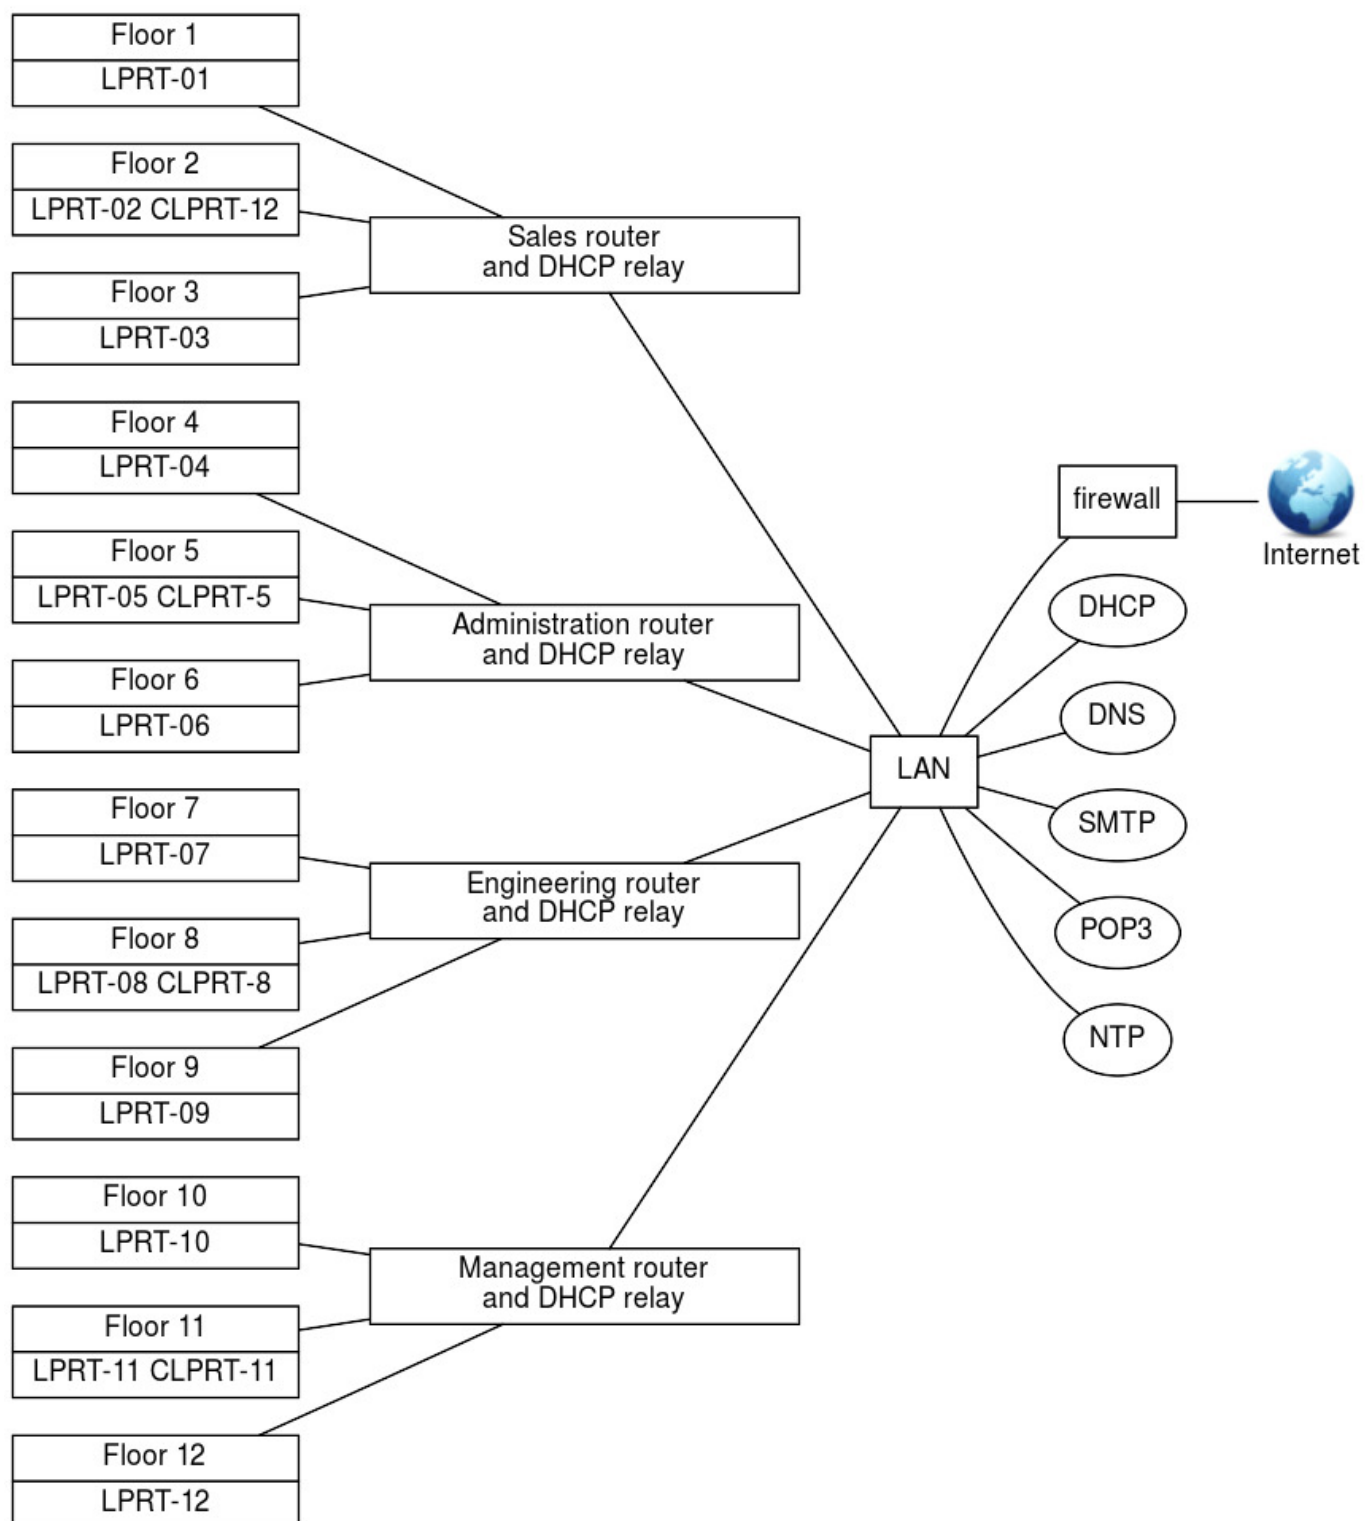 Floor 1
LPRT-01
Floor 2
LPRT-02 CLPRT-12
Floor 3
LPRT-03
Floor 4
LPRT-04
Floor 5
LPRT-05 CLPRT-5
Floor 6
LPRT-06
Floor 7
LPRT-07
Floor 8
LPRT-08 CLPRT-8
Floor 9
LPRT-09
Floor 10
LPRT-10
Floor 11
LPRT-11 CLPRT-11
Floor 12
LPRT-12
Sales router
and DHCP relay
Administration router
and DHCP relay
Engineering router
and DHCP relay
Management router
and DHCP relay
LAN
firewall
Internet
DHCP
DNS
SMTP
POP3
NTP